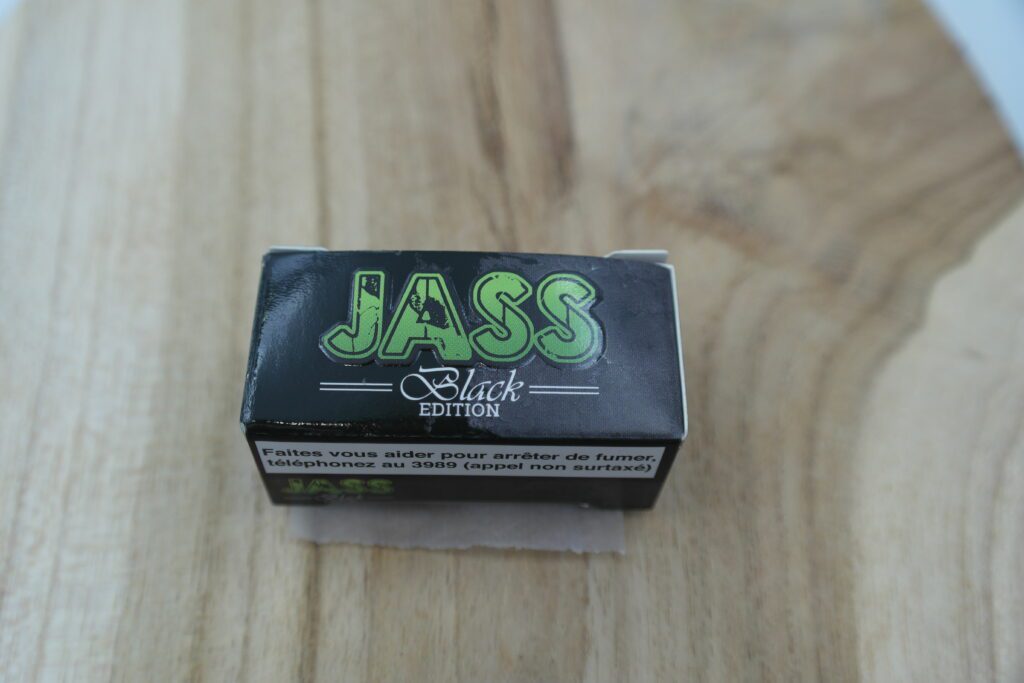 JASS
Black
EDITION
Faites vous aider pour arrêter de fumer,
téléphonez au 3989 (appel non surtaxé)
JASS